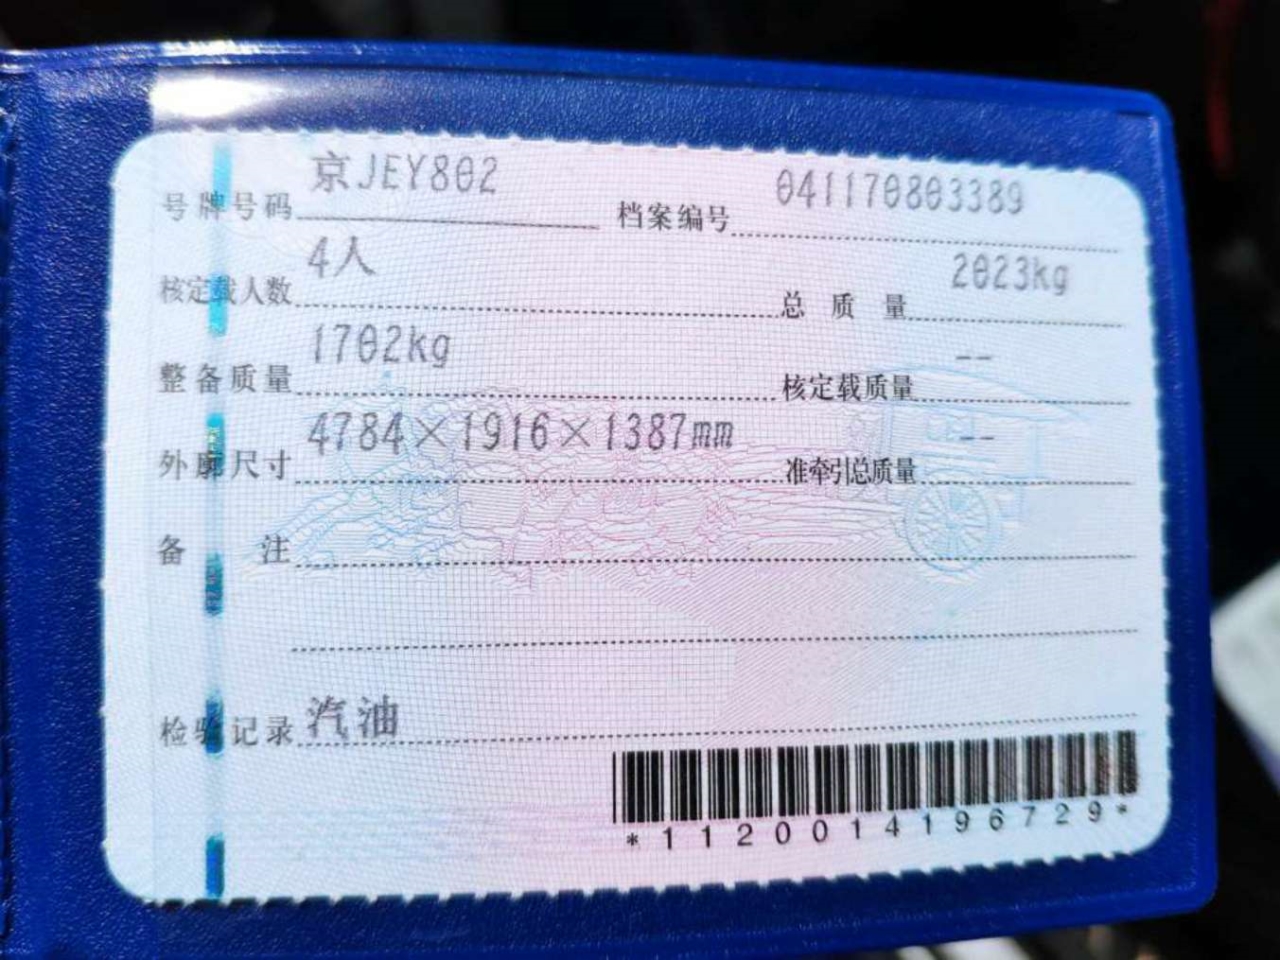 号牌号码 京JEY802 档案编号 041170803389
核定载人数 4人 总质量 2023kg
整备质量 1702kg 核定载质量 --
外廓尺寸 4784×1916×1387mm 准牵引总质量 --
备注
检验记录 汽油
*1120014196729*